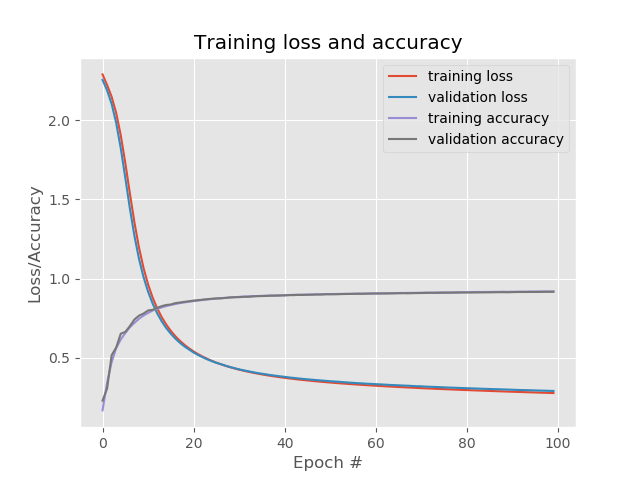 Training loss and accuracy
training loss
validation loss
training accuracy
validation accuracy
Loss/Accuracy
2.0
1.5
1.0
0.5
0 20 40 60 80 100
Epoch #